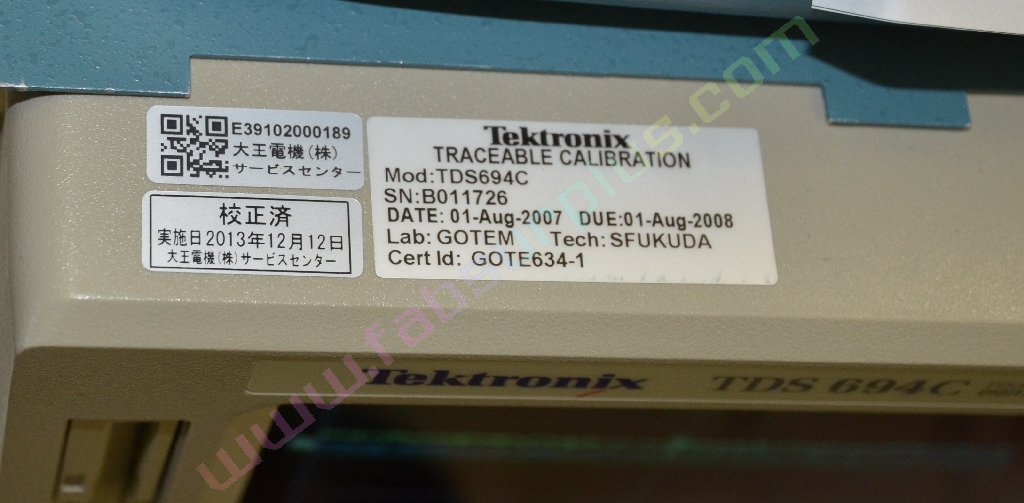 E39102000189
大王電機(株)
サービスセンター
校正済
実施日2013年12月12日
大王電機(株)サービスセンター
Tektronix
TRACEABLE CALIBRATION
Mod:TDS694C
SN:B011726
DATE: 01-Aug-2007 DUE:01-Aug-2008
Lab: GOTEM Tech: SFUKUDA
Cert Id: GOTE634-1
Tektronix TDS 694C